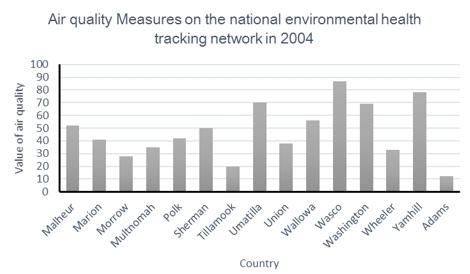 Air quality Measures on the national environmental health
tracking network in 2004
Value of air quality
100
90
80
70
60
50
40
30
20
10
0
Malheur
Marion
Morrow
Multnomah
Polk
Sherman
Tillamook
Umatilla
Union
Wallowa
Wasco
Washington
Wheeler
Yamhill
Adams
Country